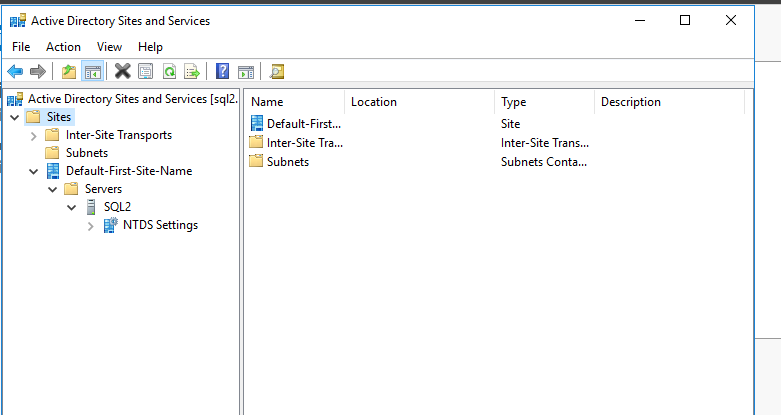 Active Directory Sites and Services
File Action View Help
Active Directory Sites and Services [sql2.
Sites
Inter-Site Transports
Subnets
Default-First-Site-Name
Servers
SQL2
NTDS Settings
Name Location Type Description
Default-First... Site
Inter-Site Tra... Inter-Site Trans...
Subnets Subnets Conta...